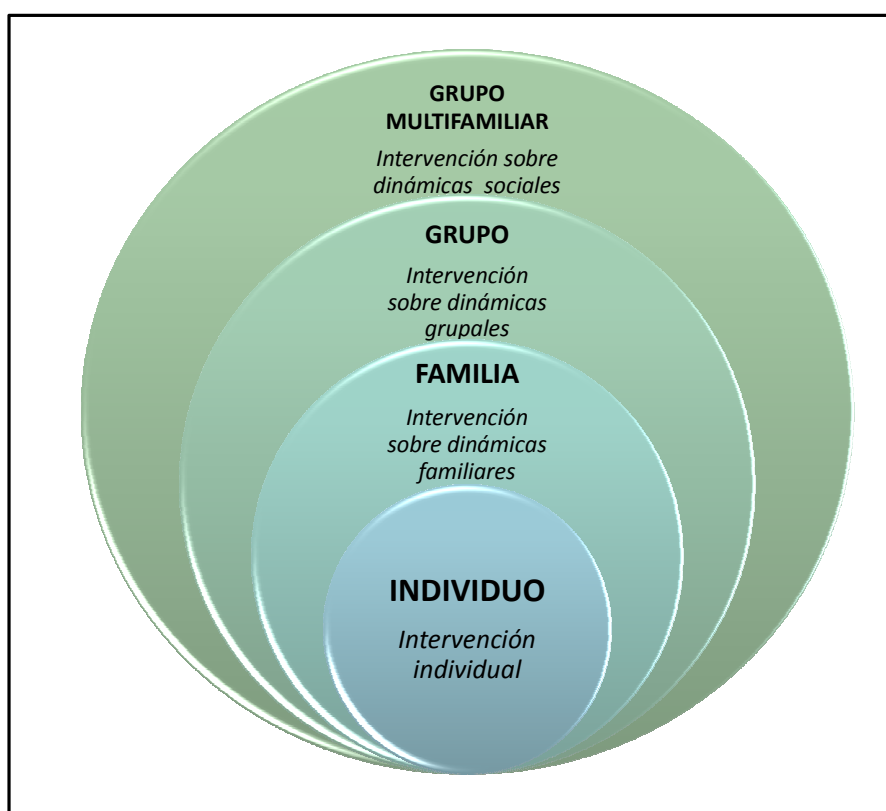 GRUPO
MULTIFAMILIAR
Intervención sobre
dinámicas sociales
GRUPO
Intervención
sobre dinámicas
grupales
FAMILIA
Intervención
sobre dinámicas
familiares
INDIVIDUO
Intervención
individual